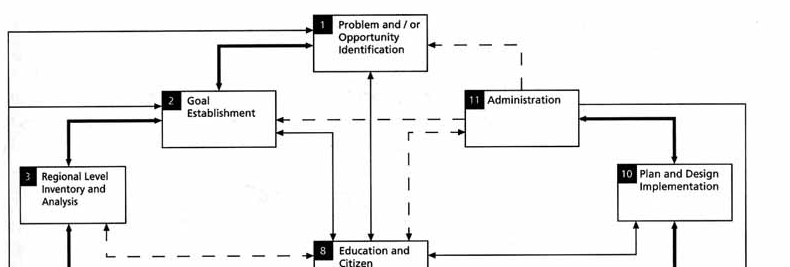 1 Problem and / or
Opportunity
Identification
2 Goal
Establishment
11 Administration
3 Regional Level
Inventory and
Analysis
10 Plan and Design
Implementation
8 Education and
Citizen